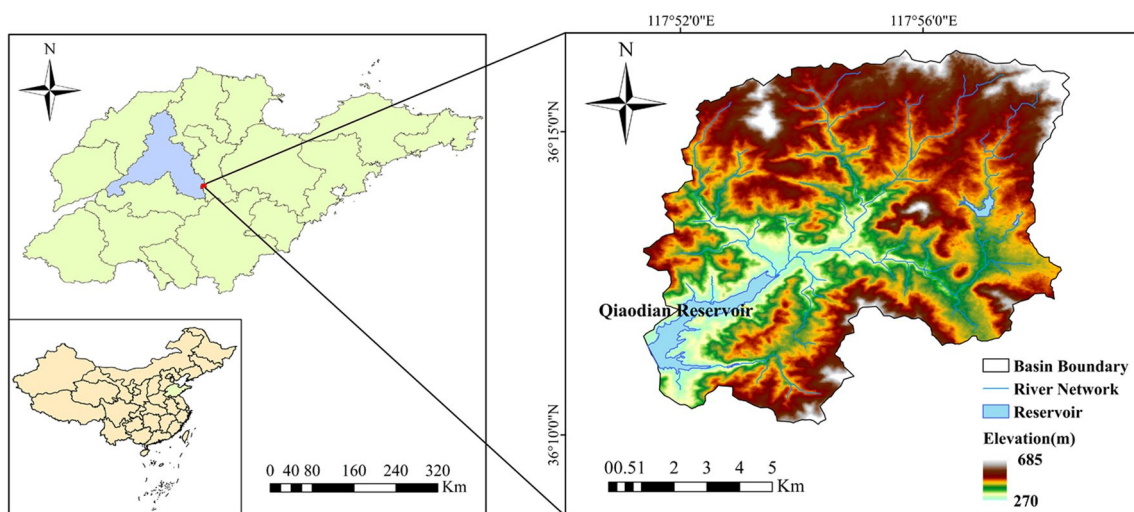 117°52'0"E
117°56'0"E
N
N
36°15'0"N
Qiaodian Reservoir
Basin Boundary
River Network
Reservoir
Elevation(m)
685
270
36°10'0"N
0 40 80 160 240 320
Km
00.51 2 3 4 5
Km